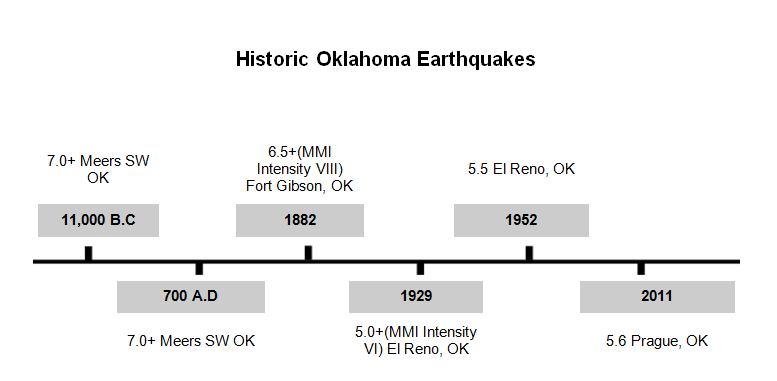 Historic Oklahoma Earthquakes
7.0+ Meers SW
OK
6.5+(MMI
Intensity VIII)
Fort Gibson, OK
5.5 El Reno, OK
11,000 B.C
1882
1952
700 A.D
1929
2011
7.0+ Meers SW OK
5.0+(MMI Intensity
VI) El Reno, OK
5.6 Prague, OK